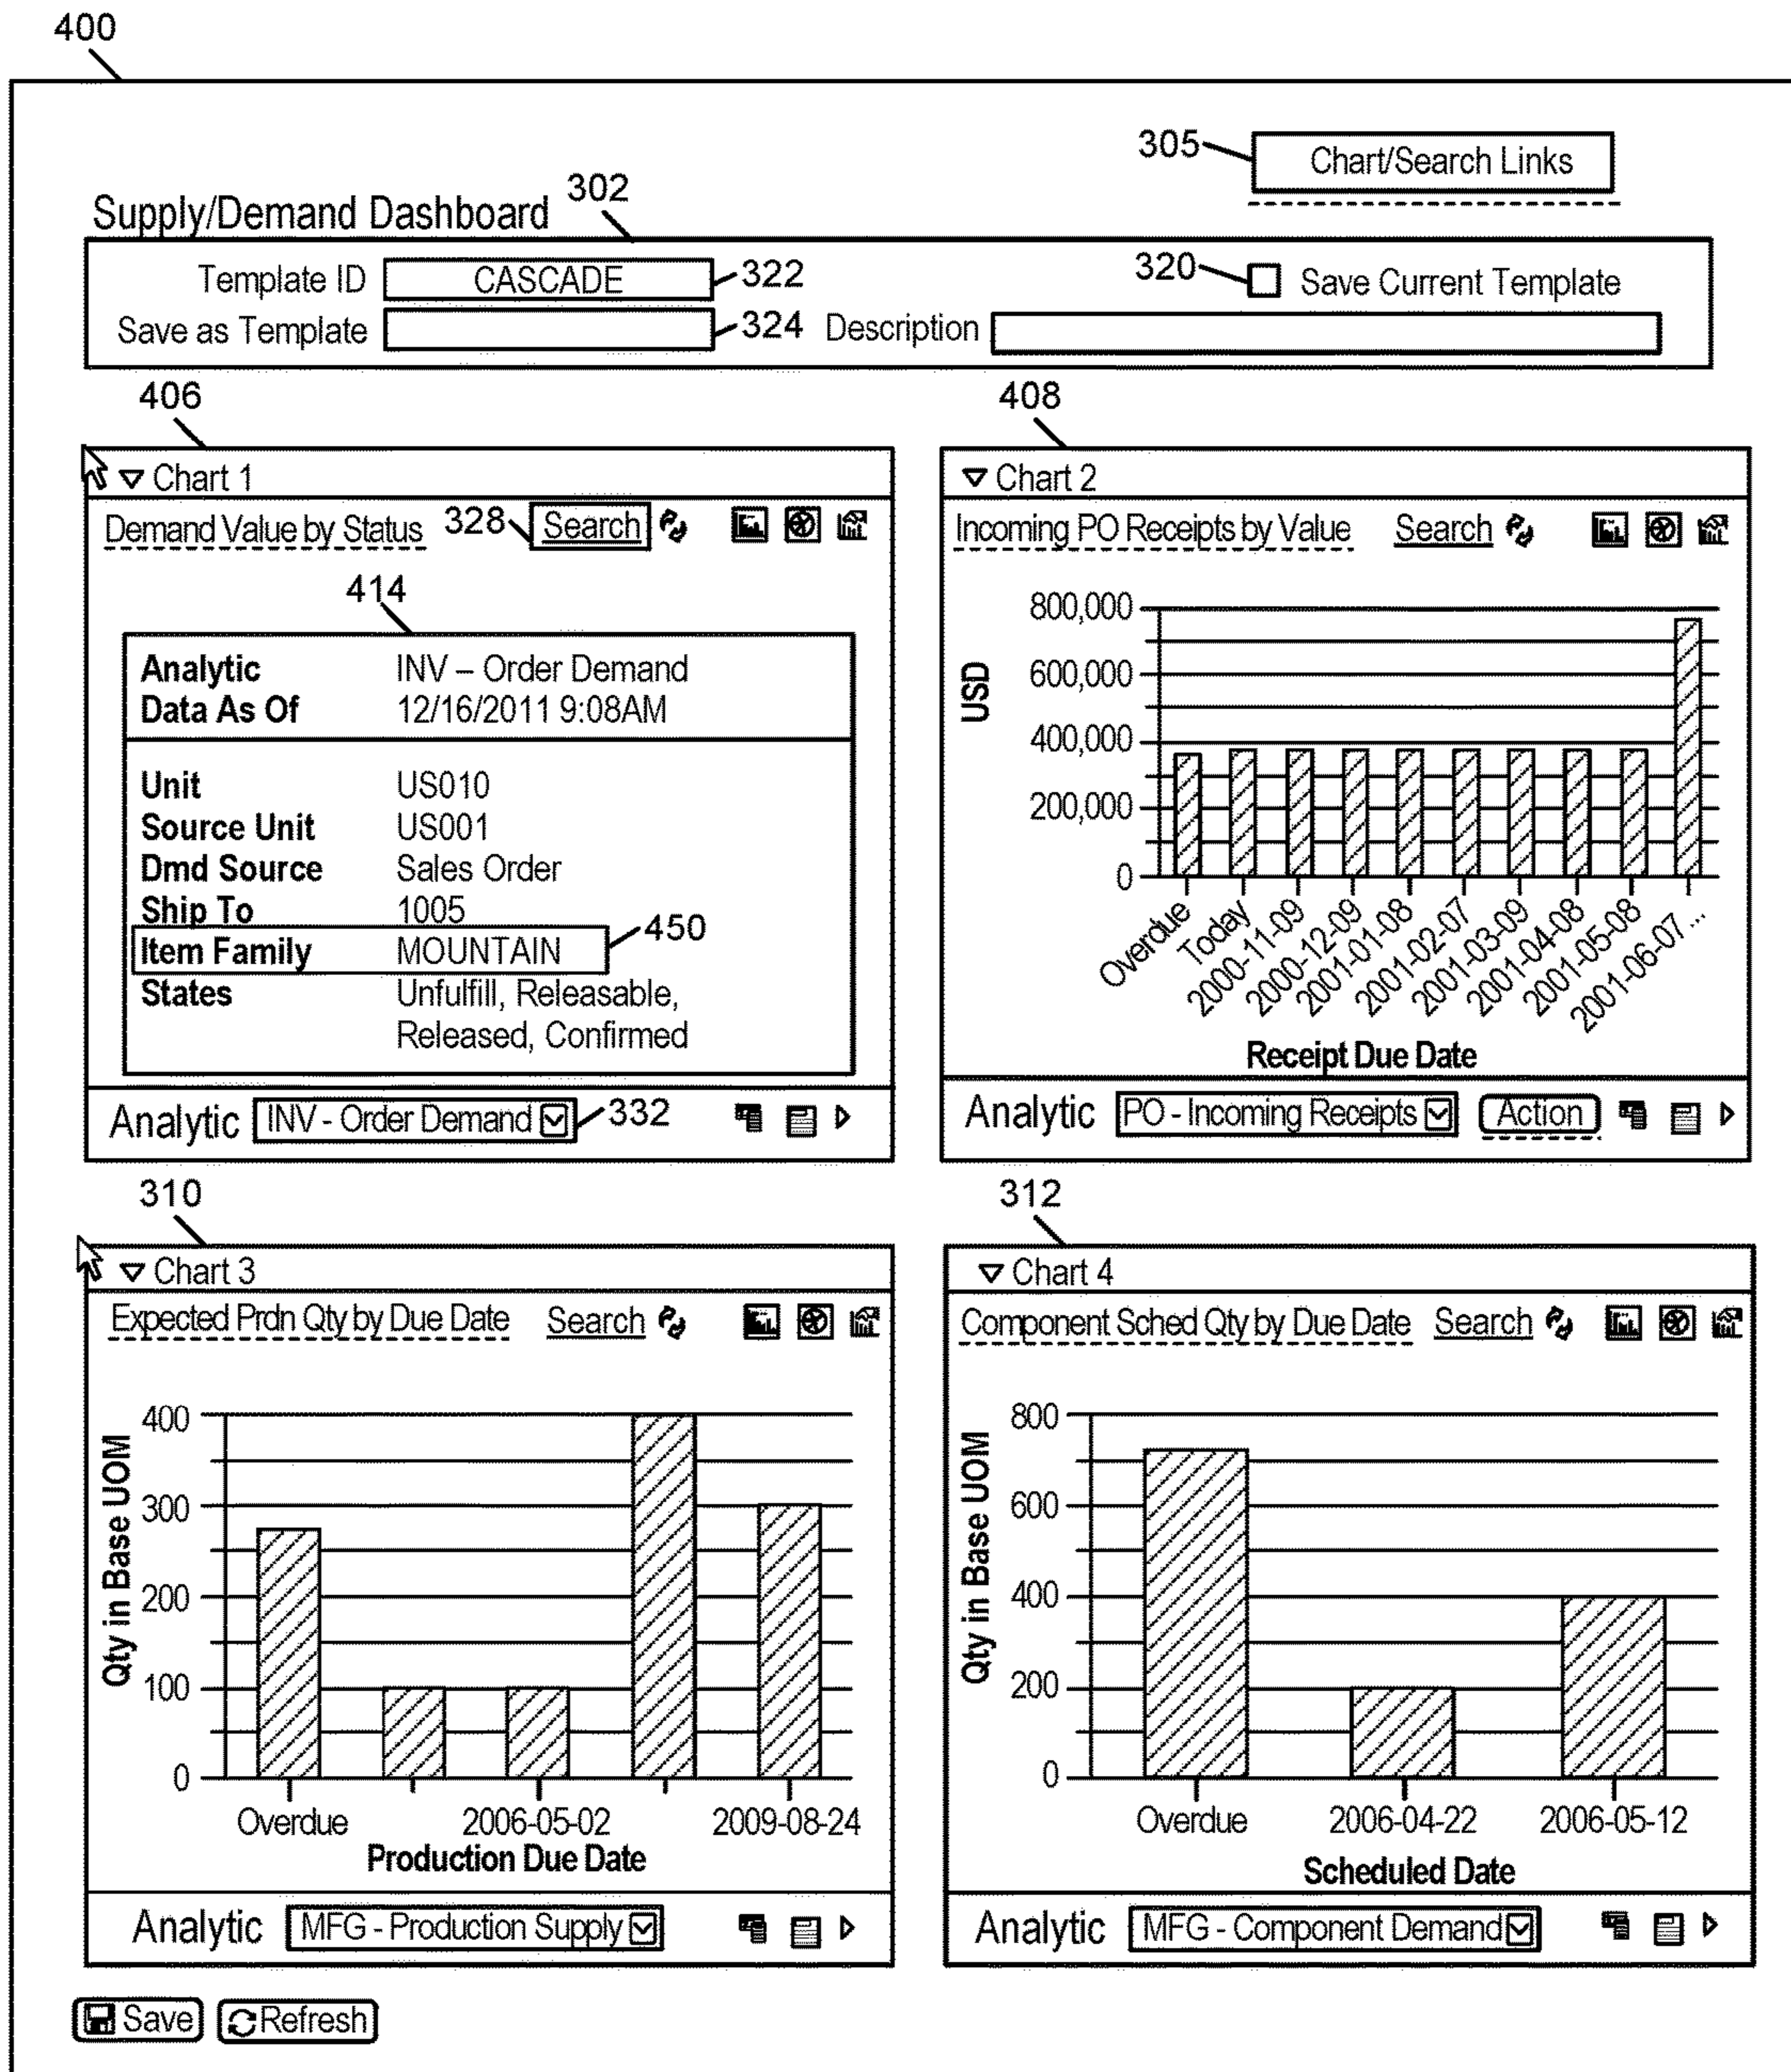 400
305
Chart/Search Links
Supply/Demand Dashboard
302
Template ID CASCADE 322
320 Save Current Template
Save as Template 324 Description
406
Chart 1
Demand Value by Status 328 Search
414
Analytic INV – Order Demand
Data As Of 12/16/2011 9:08AM
Unit US010
Source Unit US001
Dmd Source Sales Order
Ship To 1005
Item Family MOUNTAIN 450
States Unfulfill, Releasable,
Released, Confirmed
Analytic INV - Order Demand 332
408
Chart 2
Incoming PO Receipts by Value Search
USD
800,000
600,000
400,000
200,000
0
Overdue
Today
2000-11-09
2000-12-09
2001-01-08
2001-02-07
2001-03-09
2001-04-08
2001-05-08
2001-06-07...
Receipt Due Date
Analytic PO - Incoming Receipts Action
310
Chart 3
Expected Prdn Qty by Due Date Search
Qty in Base UOM
400
300
200
100
0
Overdue 2006-05-02 2009-08-24
Production Due Date
Analytic MFG - Production Supply
312
Chart 4
Component Sched Qty by Due Date Search
Qty in Base UOM
800
600
400
200
0
Overdue 2006-04-22 2006-05-12
Scheduled Date
Analytic MFG - Component Demand
Save Refresh